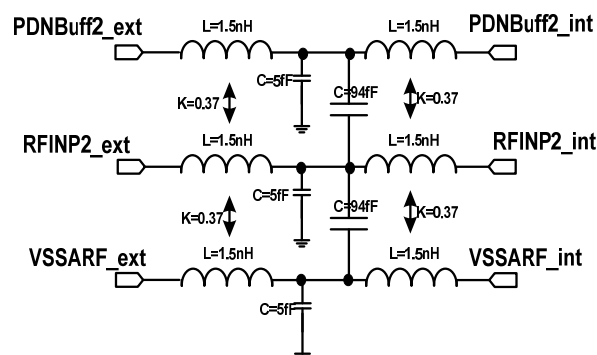 L=1.5nH L=1.5nH
PDNBuff2_ext PDNBuff2_int
C=5fF C=94fF
K=0.37 K=0.37
L=1.5nH L=1.5nH
RFINP2_ext RFINP2_int
C=5fF C=94fF
K=0.37 K=0.37
L=1.5nH L=1.5nH
VSSARF_ext VSSARF_int
C=5fF